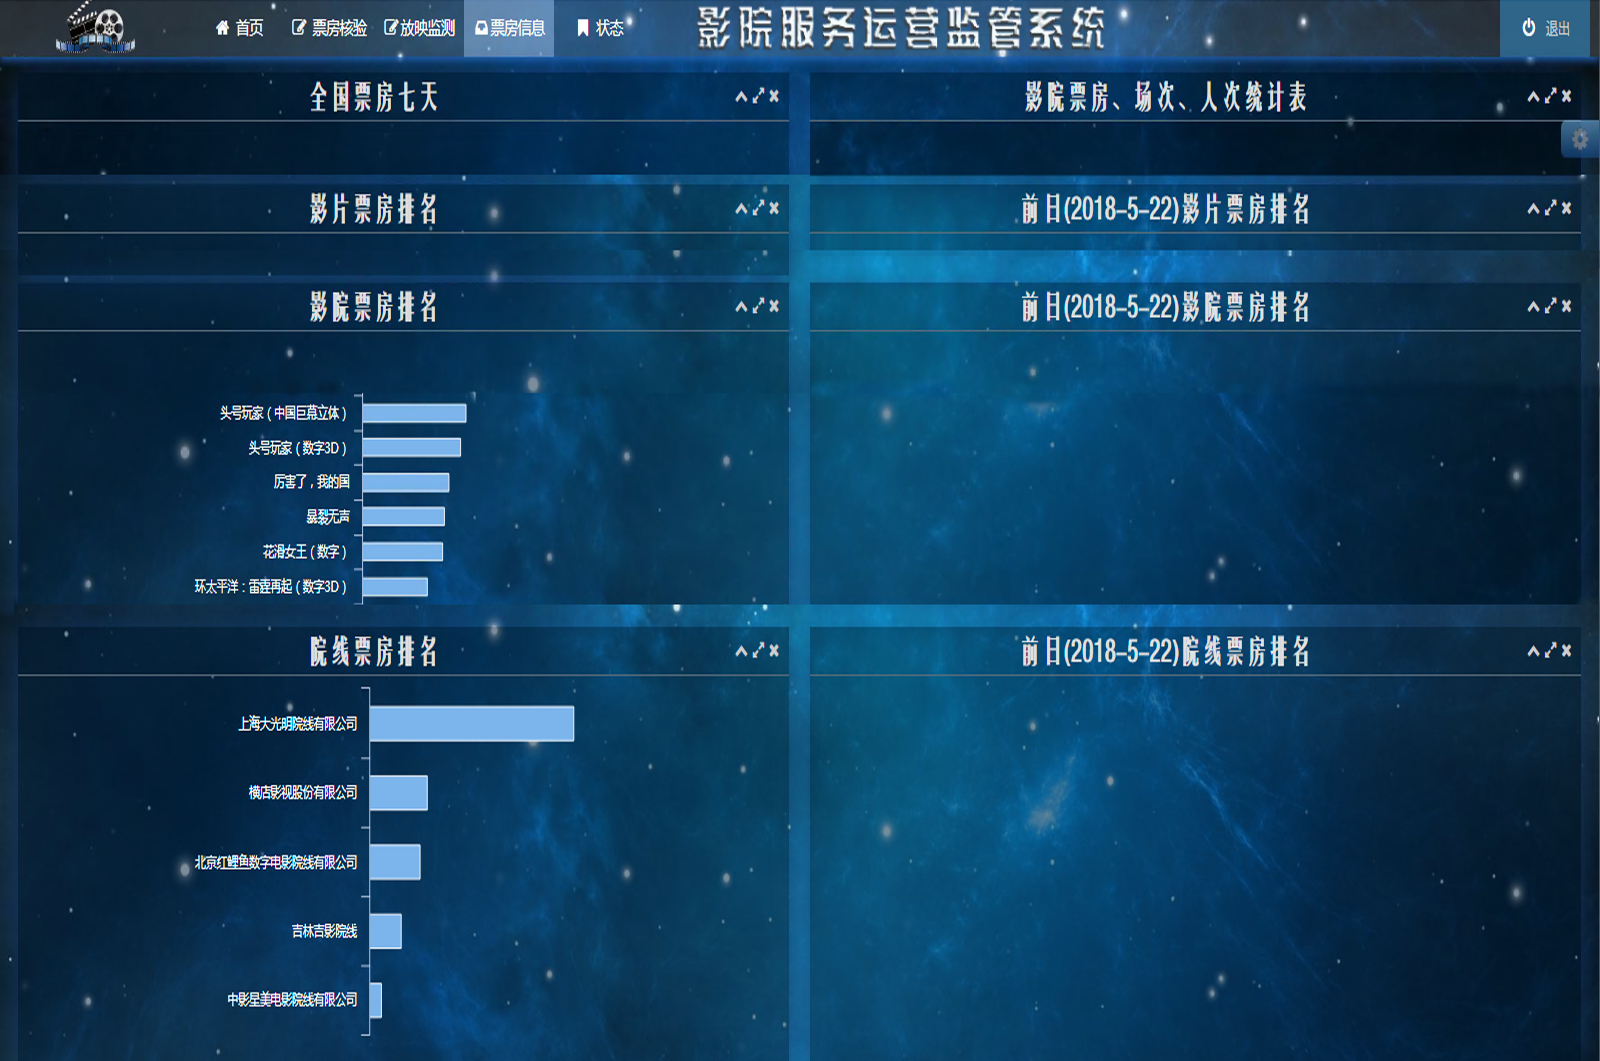 首页 票房核验 放映监测 票房信息 状态 影院服务运营监管系统 退出
全国票房七天
影院票房、场次、人次统计表
影片票房排名
前日(2018-5-22)影片票房排名
影院票房排名
前日(2018-5-22)影院票房排名
头号玩家（中国巨幕立体）
头号玩家（数字3D）
厉害了，我的国
暴裂无声
花滑女王（数字）
环太平洋：雷霆再起（数字3D）
院线票房排名
前日(2018-5-22)院线票房排名
上海大光明院线有限公司
横店影视股份有限公司
北京红鲤鱼数字电影院线有限公司
吉林吉影院线
中影星美电影院线有限公司